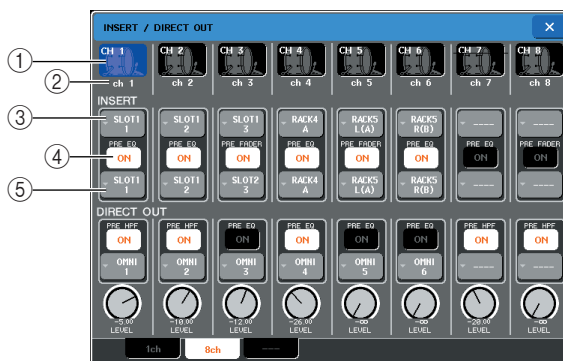 INSERT / DIRECT OUT ×
① CH 1 CH 2 CH 3 CH 4 CH 5 CH 6 CH 7 CH 8
② ch 1 ch 2 ch 3 ch 4 ch 5 ch 6 ch 7 ch 8
INSERT
③ SLOT1 SLOT1 SLOT1 RACK4 RACK5 RACK5 ---- ----
1 2 3 A L(A) R(B)
PRE EQ PRE EQ PRE FADER PRE EQ PRE FADER PRE EQ PRE EQ PRE FADER
④ ON ON ON ON ON ON ON ON
⑤ SLOT1 SLOT1 SLOT2 RACK4 RACK5 RACK5 ---- ----
1 2 3 A L(A) R(B)
DIRECT OUT
PRE HPF PRE HPF PRE EQ PRE EQ PRE EQ PRE EQ PRE HPF PRE HPF
ON ON ON ON ON ON ON ON
OMNI OMNI OMNI OMNI OMNI OMNI ---- ----
1 2 3 4 5 6
-5.00 -10.00 -12.00 -26.00 -∞ -∞ -20.00 -∞
LEVEL LEVEL LEVEL LEVEL LEVEL LEVEL LEVEL LEVEL
1ch 8ch ----